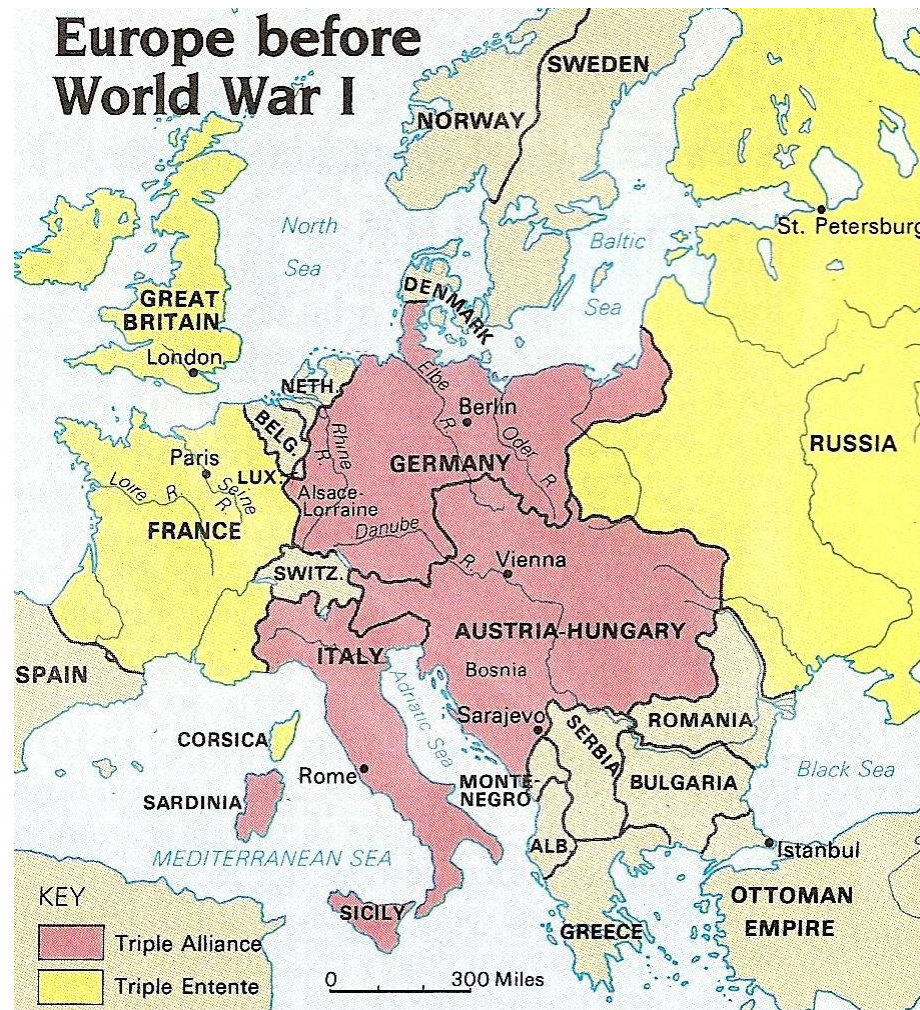 Europe before
World War I
SWEDEN
NORWAY
North
Sea
St. Petersburg
Baltic
Sea
DENMARK
GREAT
BRITAIN
London
NETH.
Elbe
R.
Berlin
BELG.
Rhine
R.
Oder
R.
RUSSIA
Paris
LUX.
GERMANY
Loire R.
Seine
R.
Alsace-
Lorraine
FRANCE
Danube
R.
Vienna
SWITZ.
AUSTRIA-HUNGARY
ITALY
Bosnia
SPAIN
Adriatic Sea
Sarajevo
SERBIA
ROMANIA
CORSICA
Rome
MONTE-
NEGRO
BULGARIA
Black Sea
SARDINIA
ALB.
Istanbul
MEDITERRANEAN SEA
OTTOMAN
EMPIRE
SICILY
GREECE
KEY
Triple Alliance
Triple Entente
0 300 Miles